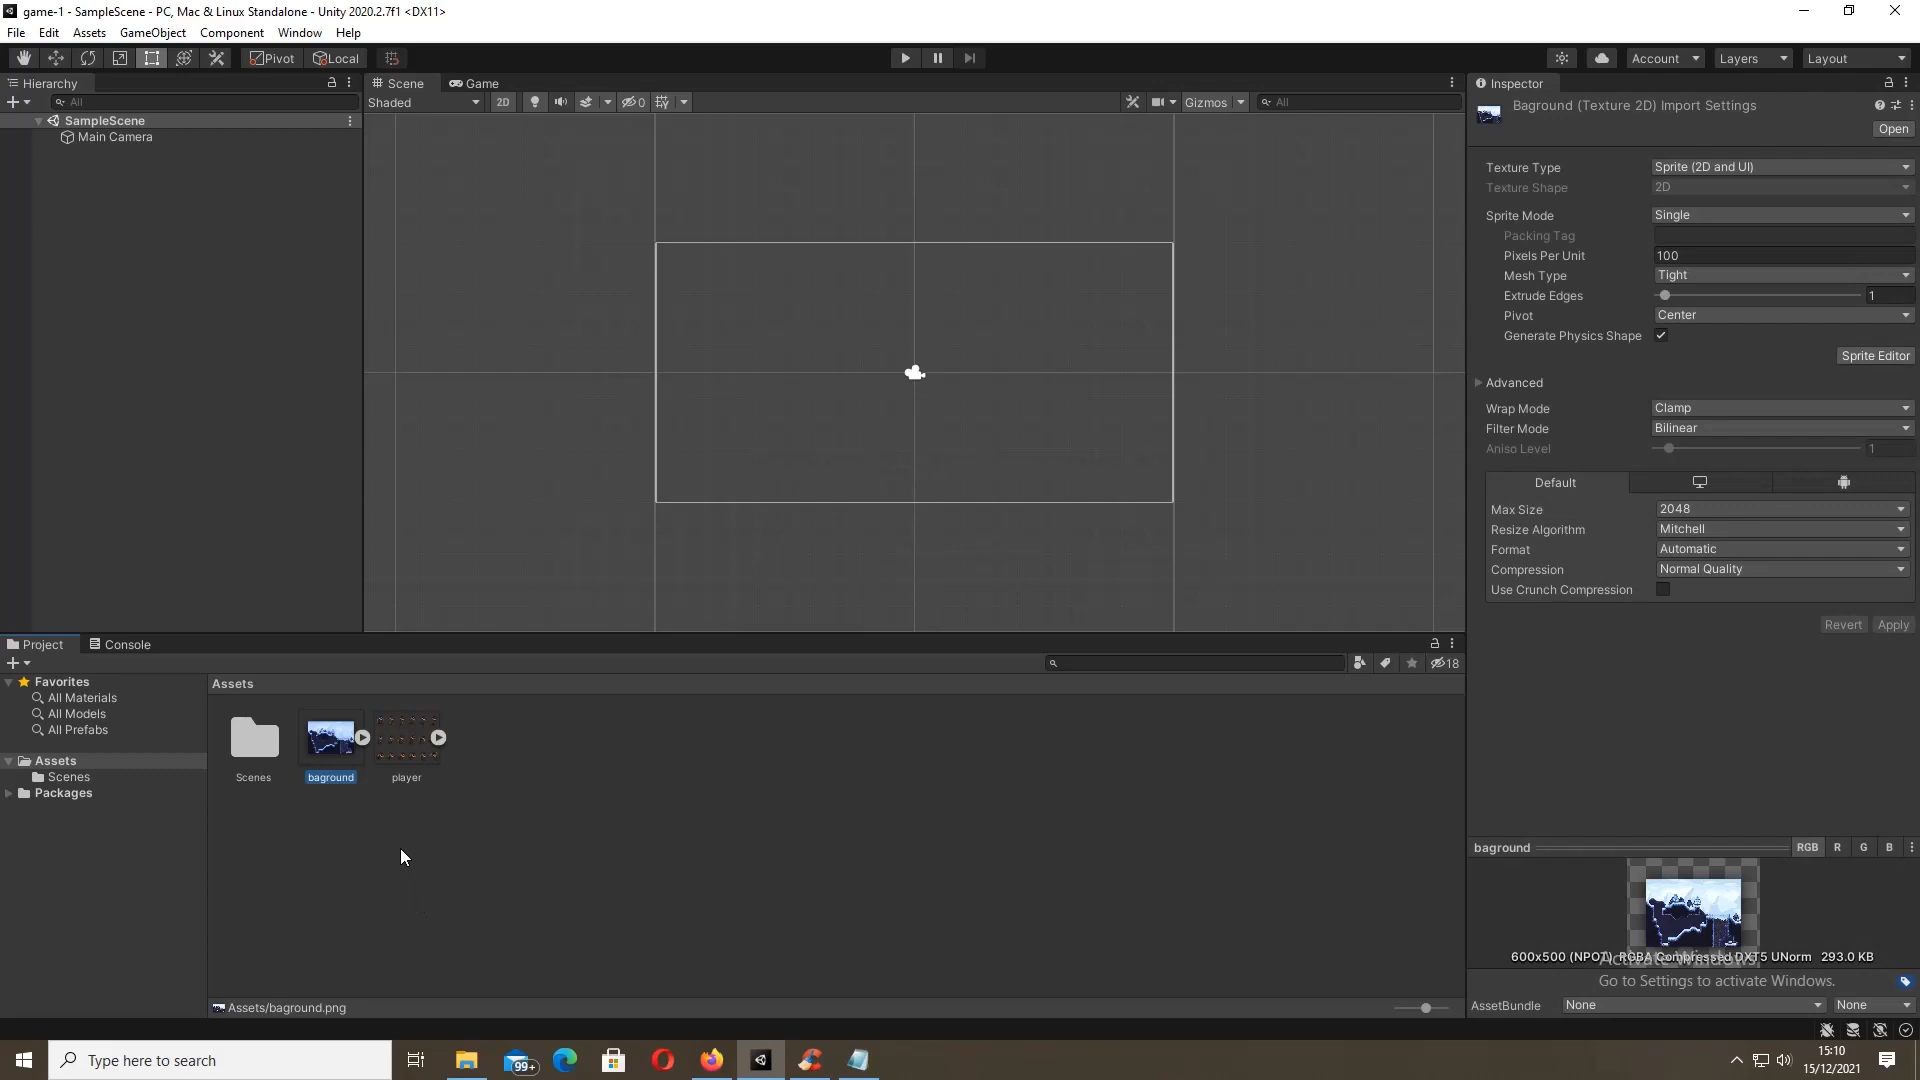 game-1 - SampleScene - PC, Mac & Linux Standalone - Unity 2020.2.7f1 <DX11>
File Edit Assets GameObject Component Window Help
Pivot Local Account Layers Layout
Hierarchy Scene Game Inspector
All Shaded 2D 0 Gizmos All
SampleScene
Main Camera
Baground (Texture 2D) Import Settings
Open
Texture Type Sprite (2D and UI)
Texture Shape 2D
Sprite Mode Single
Packing Tag
Pixels Per Unit 100
Mesh Type Tight
Extrude Edges 1
Pivot Center
Generate Physics Shape
Sprite Editor
Advanced
Wrap Mode Clamp
Filter Mode Bilinear
Aniso Level 1
Default
Max Size 2048
Resize Algorithm Mitchell
Format Automatic
Compression Normal Quality
Use Crunch Compression
Revert Apply
Project Console
18
Favorites
All Materials
All Models
All Prefabs
Assets
Scenes
Packages
Assets
Scenes baground player
Assets/baground.png
baground RGB R G B
600x500 (NPOT) RGBA Compressed DXT5 UNorm 293.0 KB
Activate Windows
Go to Settings to activate Windows.
AssetBundle None None
Type here to search
99+
15:10
15/12/2021